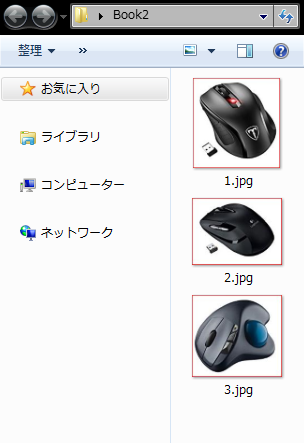 Book2
整理
お気に入り
ライブラリ
コンピューター
ネットワーク
1.jpg
2.jpg
3.jpg